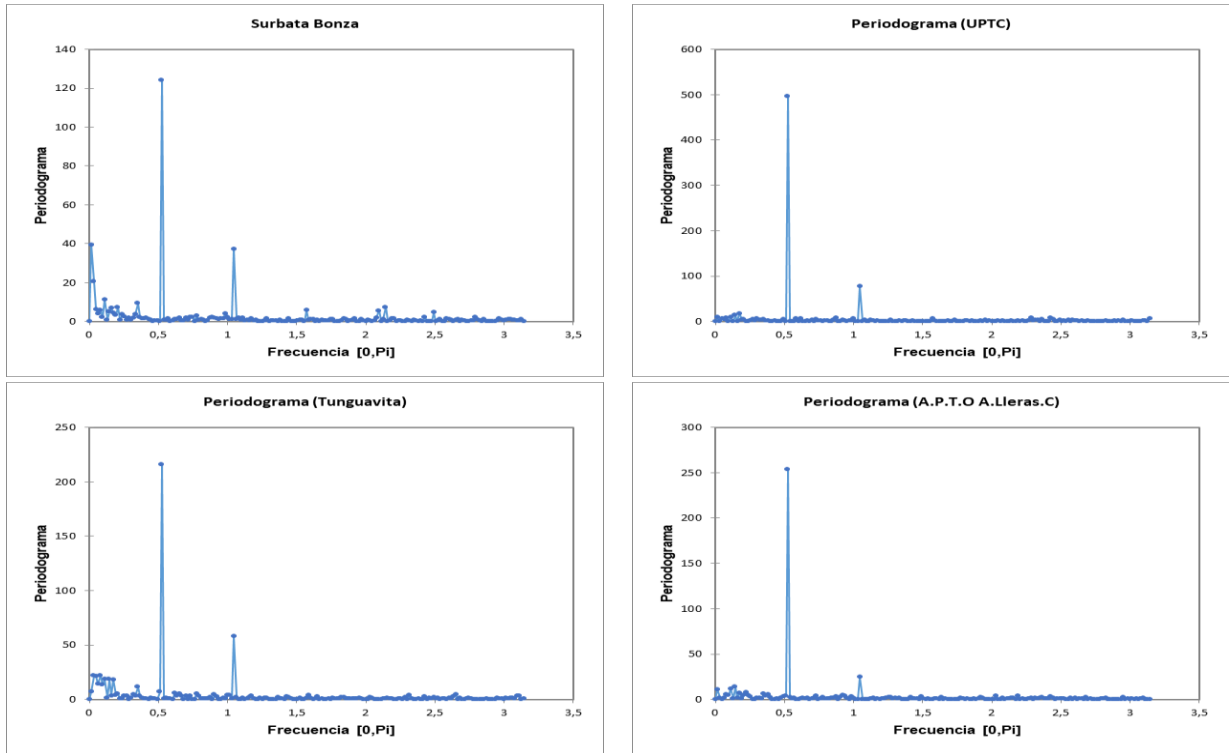 Surbata Bonza
140
120
100
80
60
40
20
0
Periodograma
0 0,5 1 1,5 2 2,5 3 3,5
Frecuencia [0,Pi]
Periodograma (UPTC)
600
500
400
300
200
100
0
Periodograma
0 0,5 1 1,5 2 2,5 3 3,5
Frecuencia [0,Pi]
Periodograma (Tunguavita)
250
200
150
100
50
0
Periodograma
0 0,5 1 1,5 2 2,5 3 3,5
Frecuencia [0,Pi]
Periodograma (A.P.T.O A.Lleras.C)
300
250
200
150
100
50
0
Periodograma
0 0,5 1 1,5 2 2,5 3 3,5
Frecuencia [0,Pi]